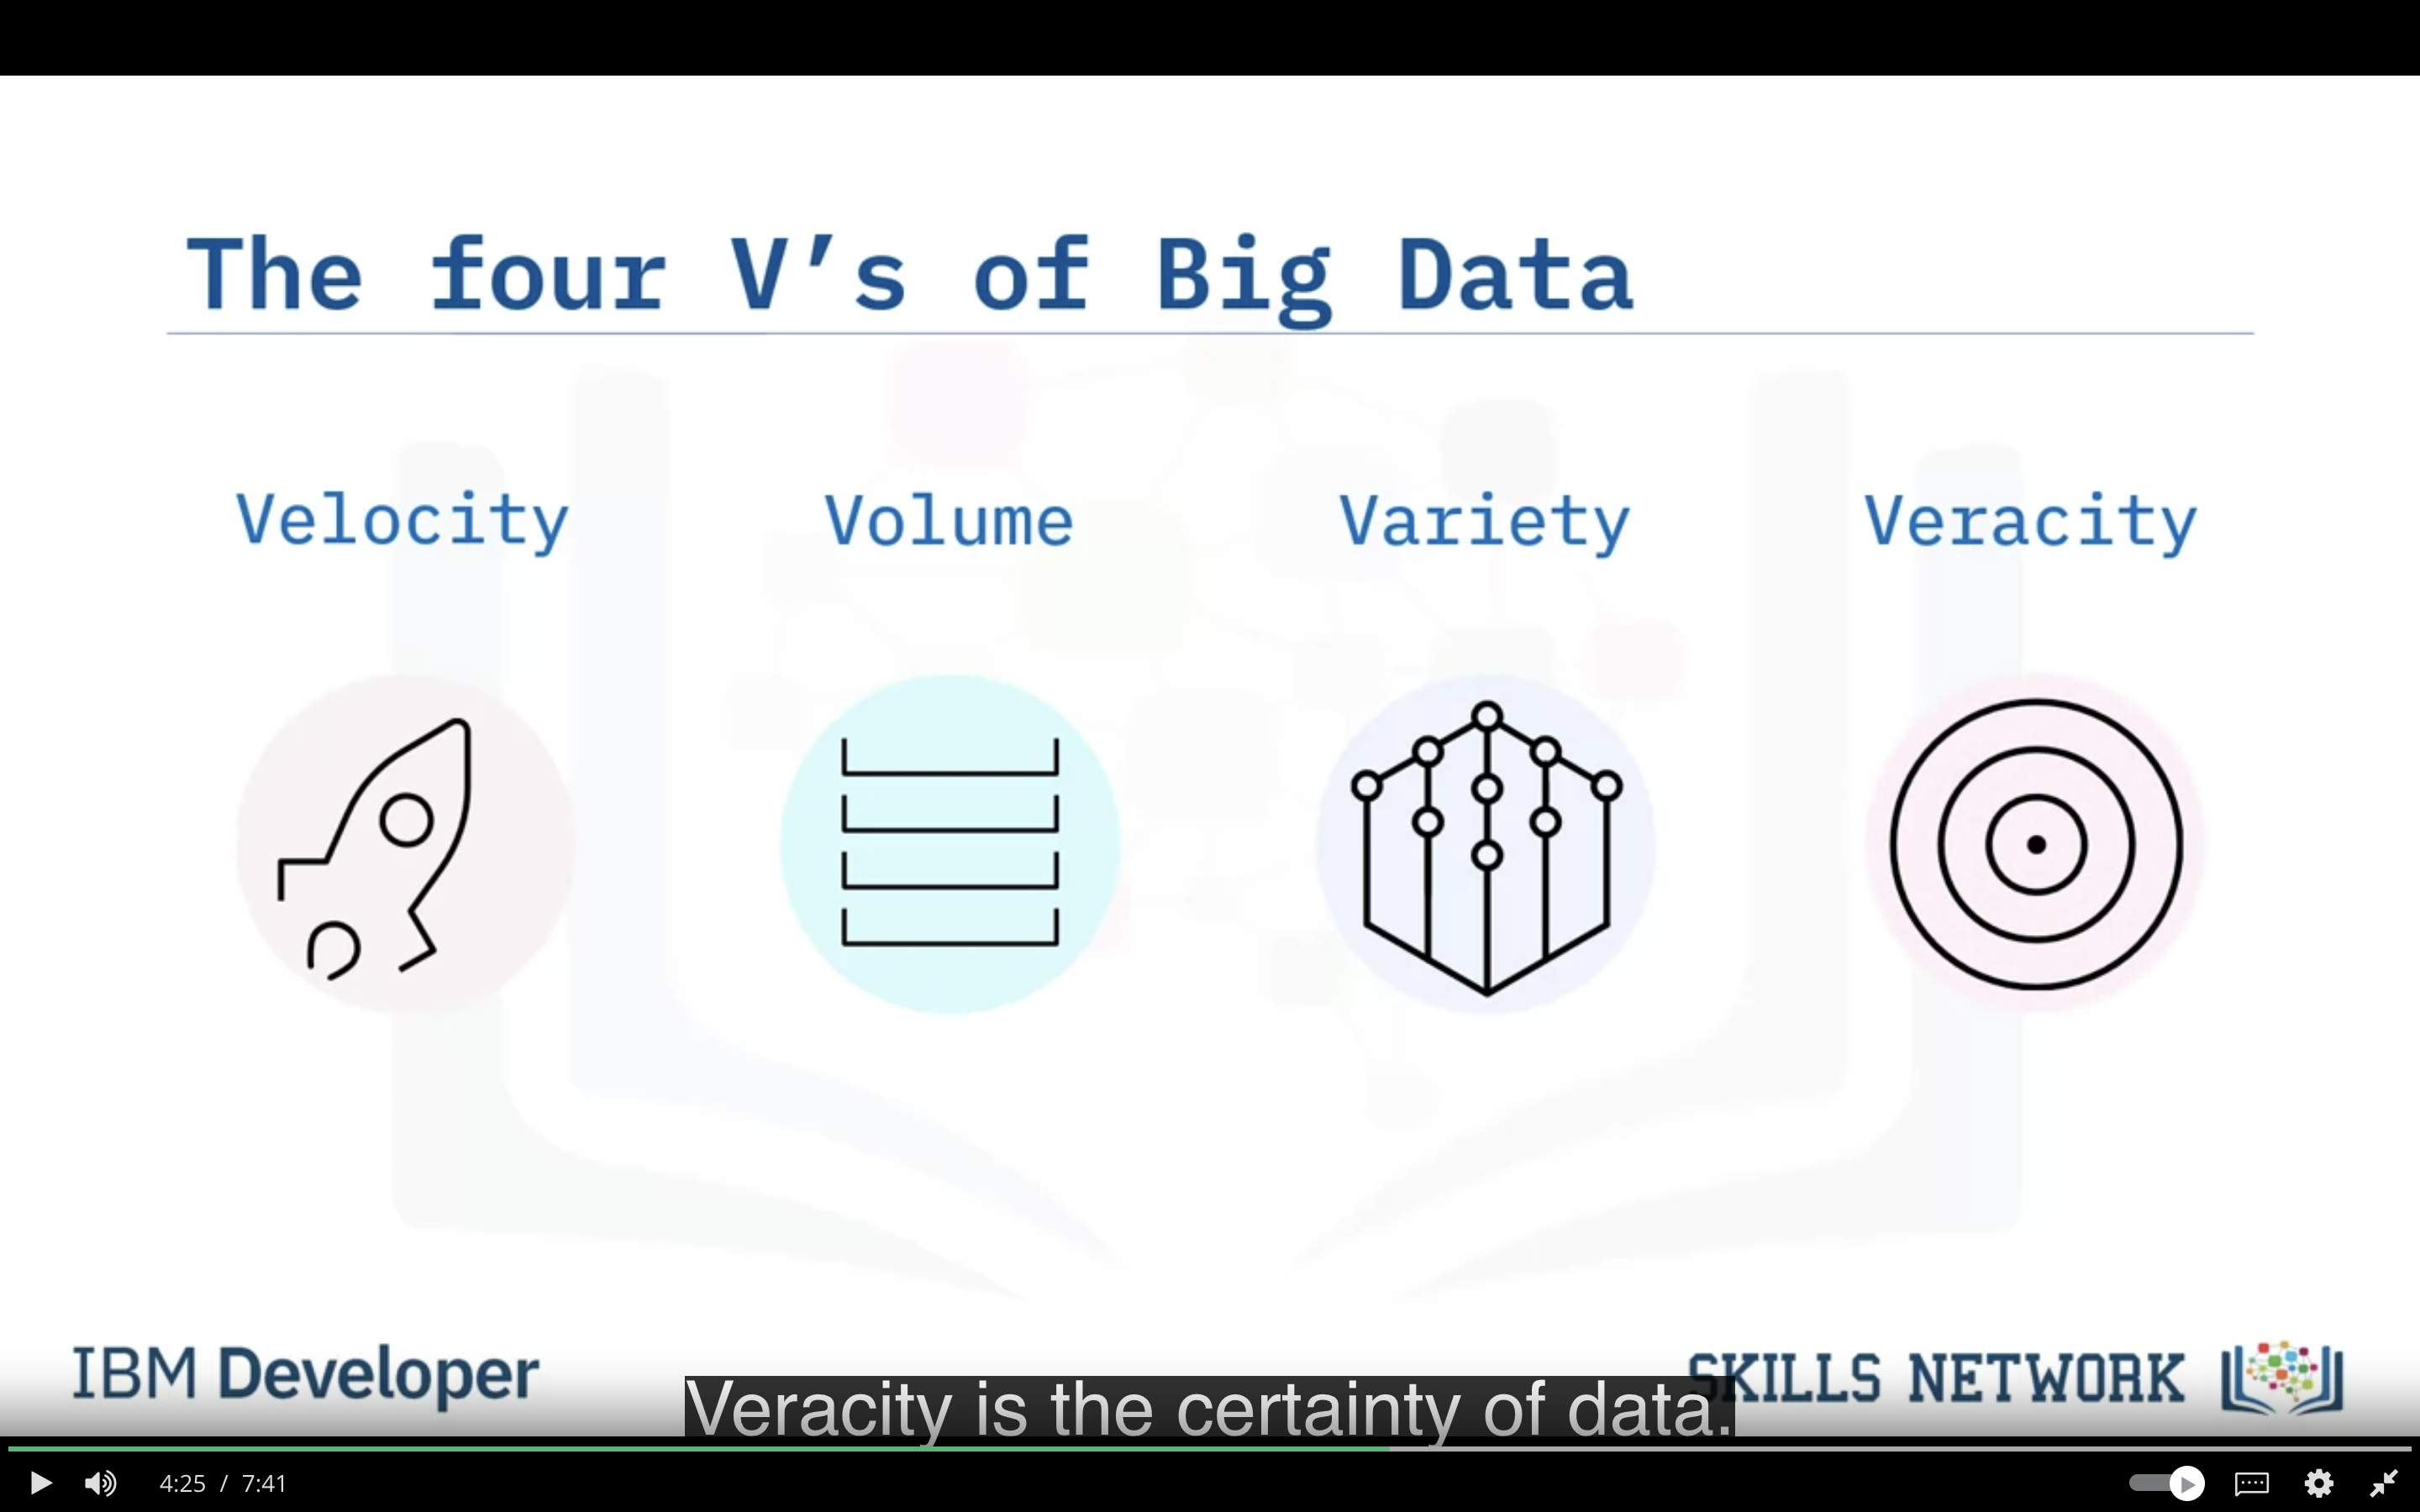 The four V’s of Big Data
Velocity Volume Variety Veracity
IBM Developer
SKILLS NETWORK
Veracity is the certainty of data.
4:25 / 7:41